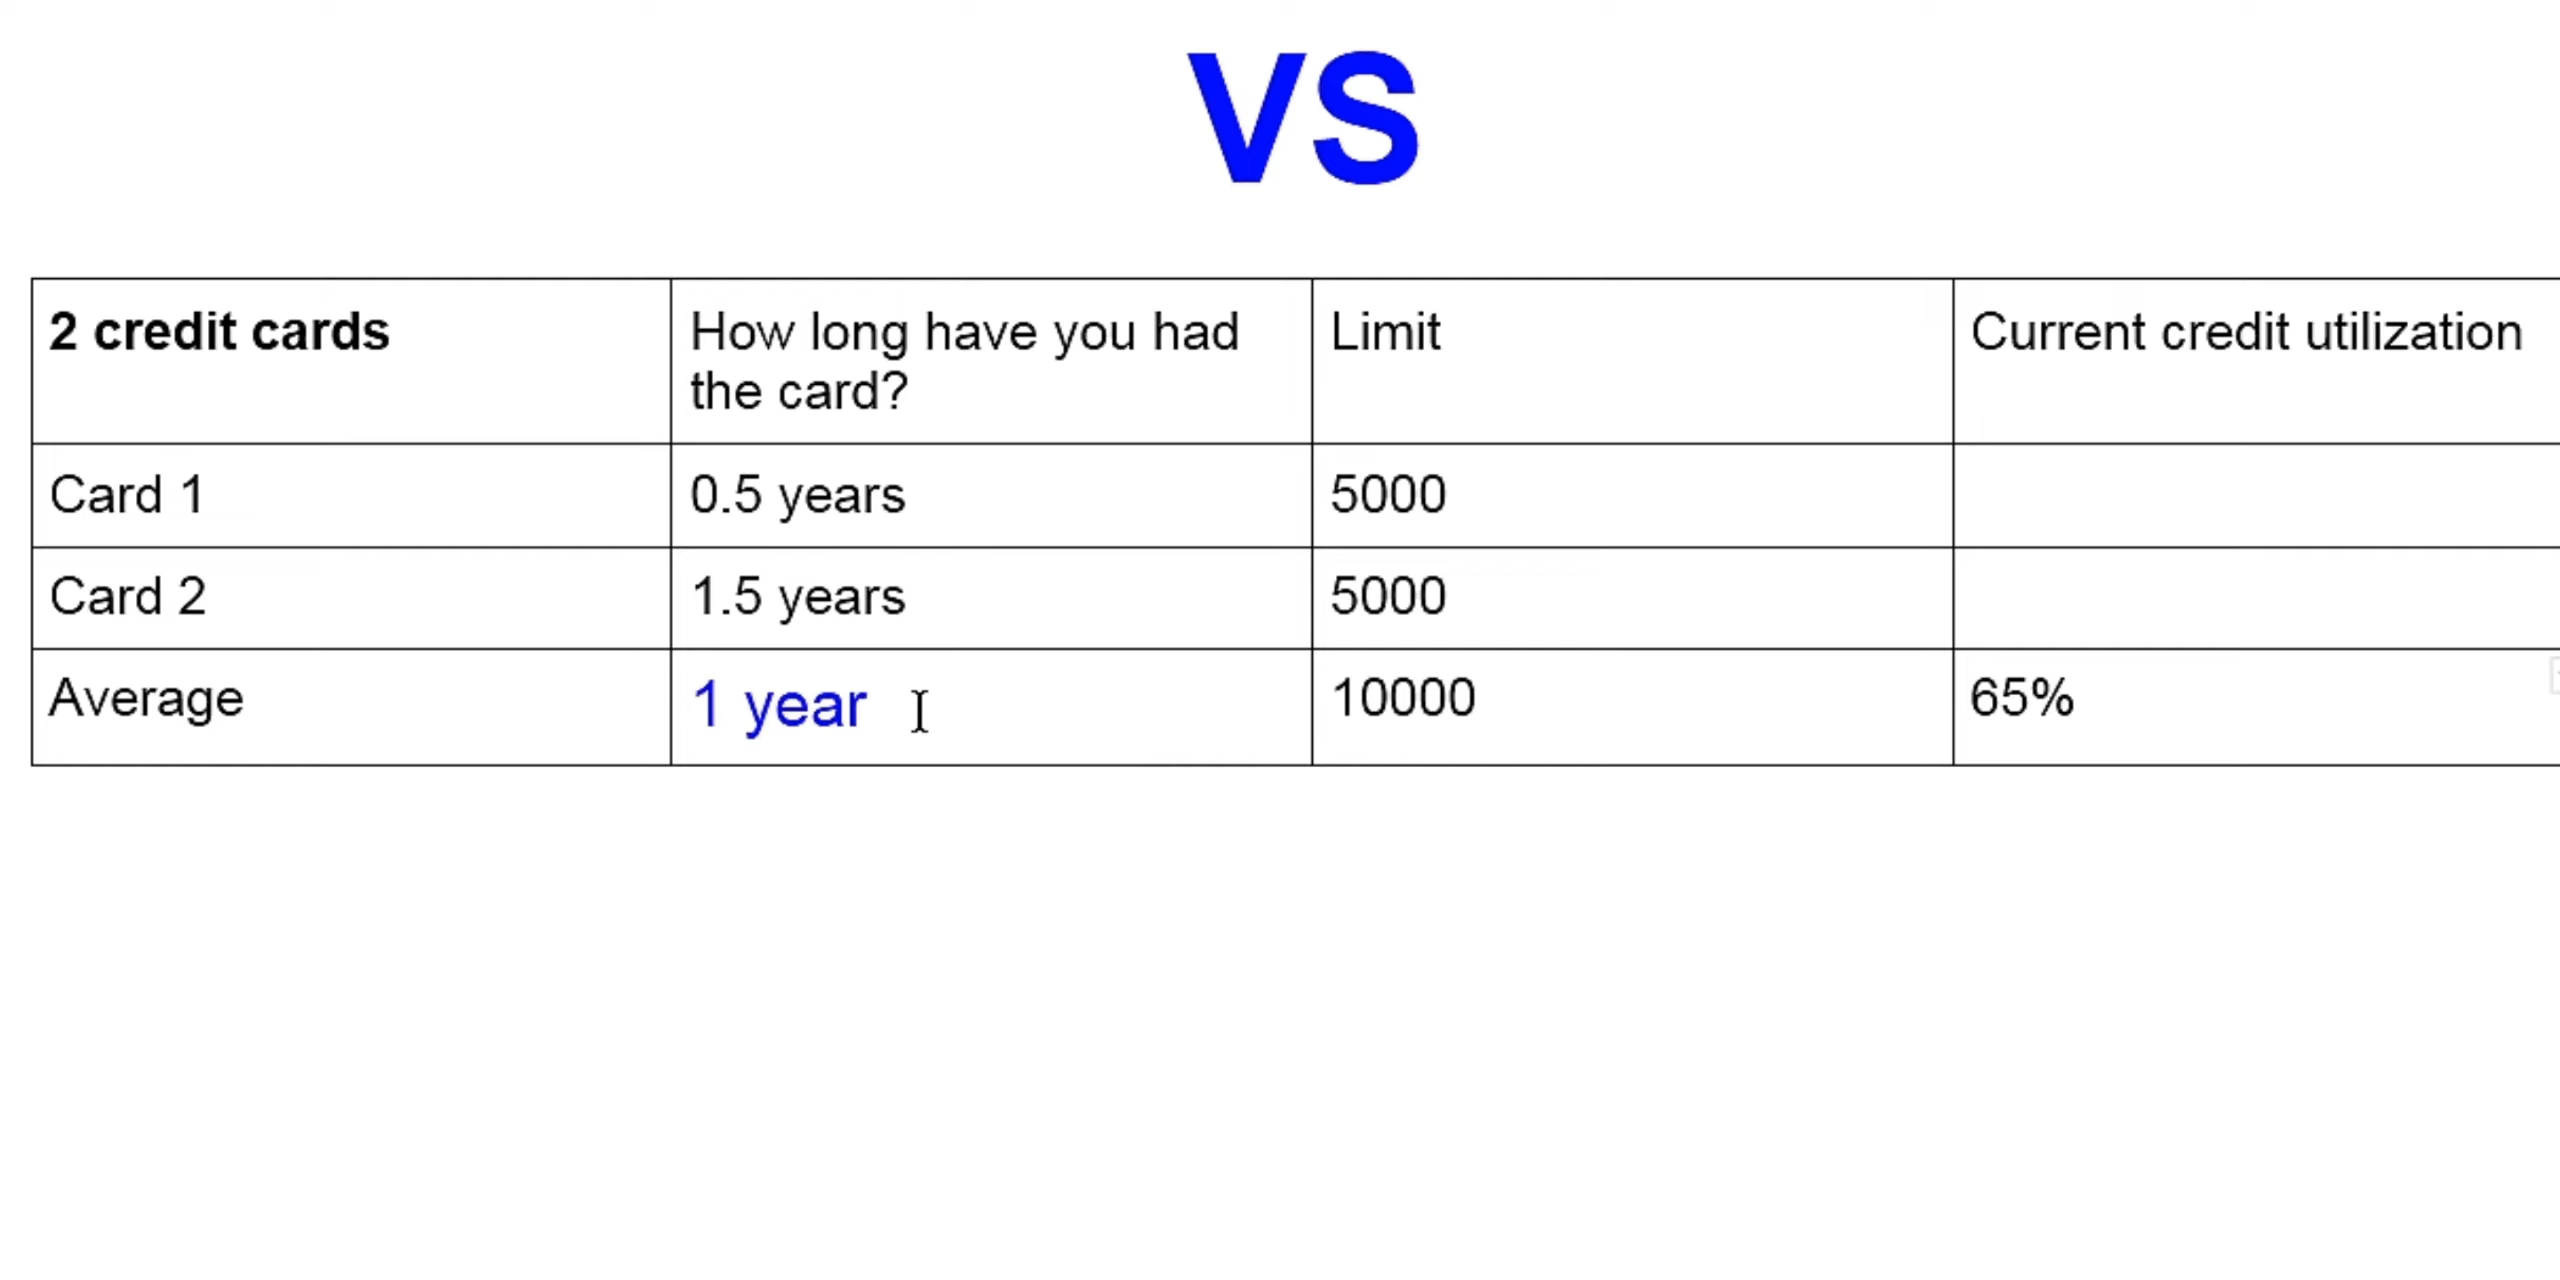 VS
2 credit cards
How long have you had
the card?
Limit
Current credit utilization
Card 1
0.5 years
5000
Card 2
1.5 years
5000
Average
1 year
10000
65%